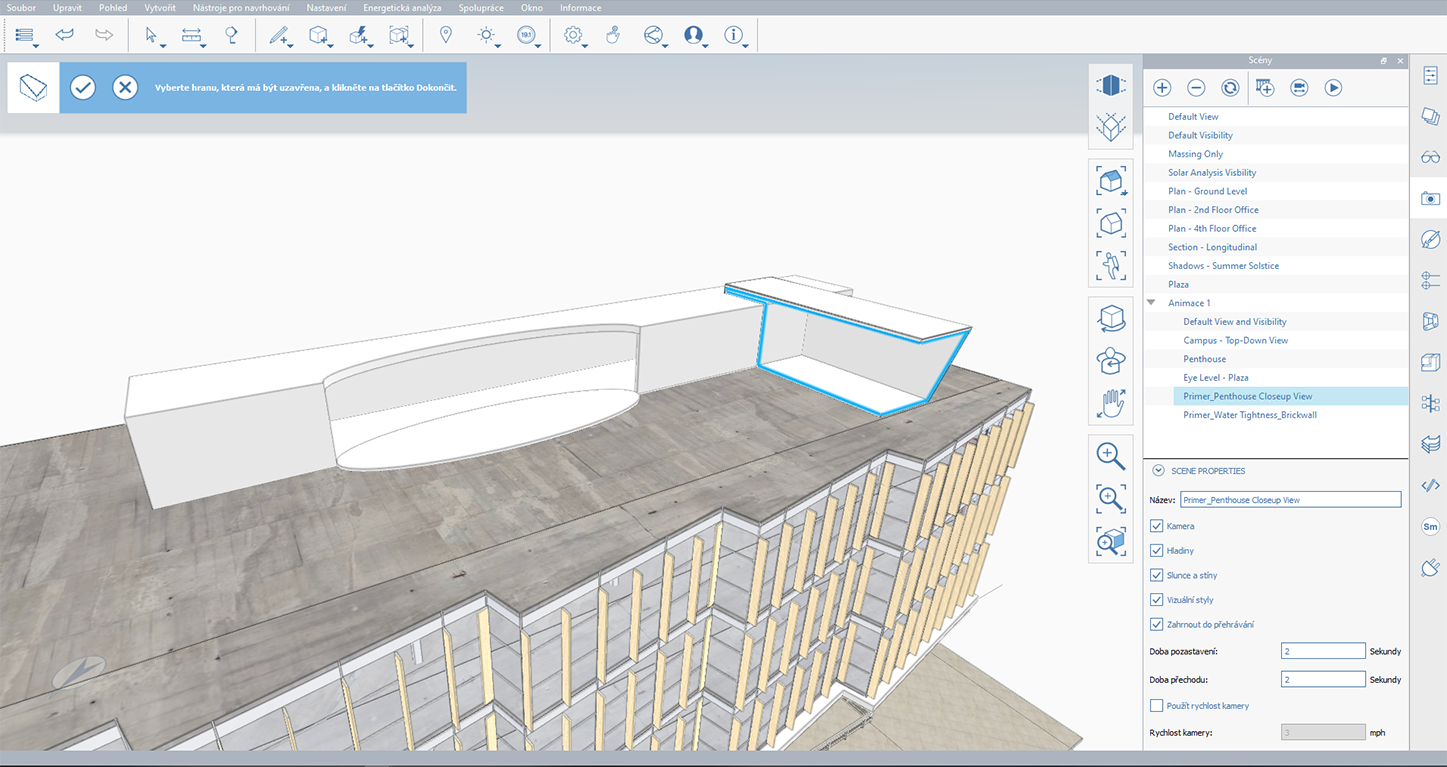 Soubor Upravit Pohled Vytvořit Nástroje pro navrhování Nastavení Energetická analýza Spolupráce Okno Informace
191
Vyberte hranu, která má být uzavřena, a klikněte na tlačítko Dokončit.
Scény
Default View
Default Visibility
Massing Only
Solar Analysis Visbility
Plan - Ground Level
Plan - 2nd Floor Office
Plan - 4th Floor Office
Section - Longitudinal
Shadows - Summer Solstice
Plaza
Animace 1
Default View and Visibility
Campus - Top-Down View
Penthouse
Eye Level - Plaza
Primer_Penthouse Closeup View
Primer_Water Tightness_Brickwall
SCENE PROPERTIES
Název: Primer_Penthouse Closeup View
Kamera
Hladiny
Slunce a stíny
Vizuální styly
Zahrnout do přehrávání
Doba pozastavení: 2 Sekundy
Doba přechodu: 2 Sekundy
Použít rychlost kamery
Rychlost kamery: 3 mph
Sm